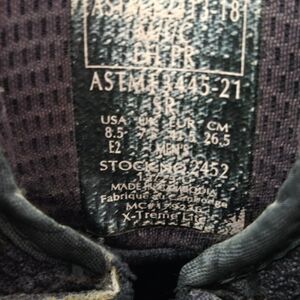 ASTM F2413-18
M/I/C
EH PR
ASTM F3445-21
SR
USA UK EUR CM
8.5 7.5 41.5 26.5
E2 MEN'S
STOCK NO 2452
MADE IN CAMBODIA
Fabriqué au Cambodge
X-Treme Lite